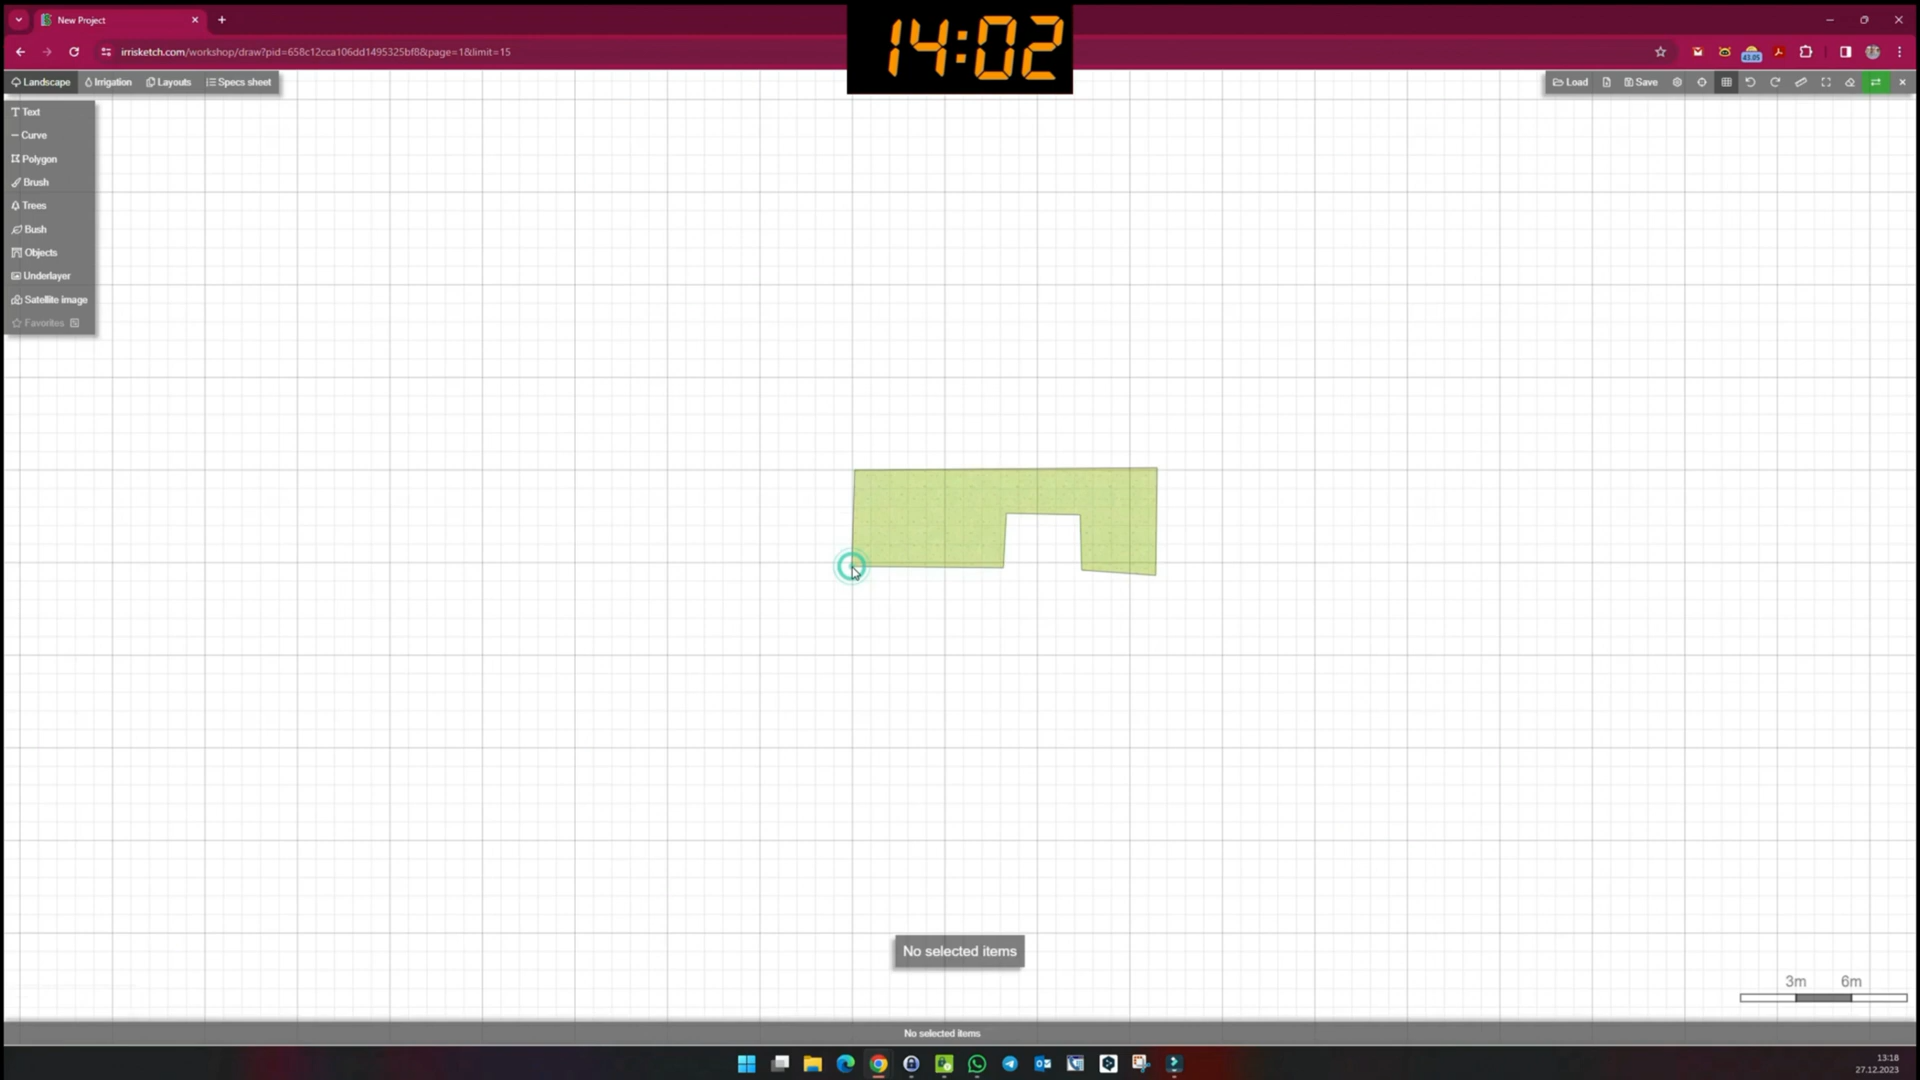 New Project
14:02
irrisketch.com/workshop/draw?pid=658c12cca106dd1495325bf8&page=1&limit=15
43.05
Landscape Irrigation Layouts Specs sheet
Load Save
Text
Curve
Polygon
Brush
Trees
Bush
Objects
Underlayer
Satellite image
Favorites
No selected items
3m 6m
No selected items
13:18
27.12.2023